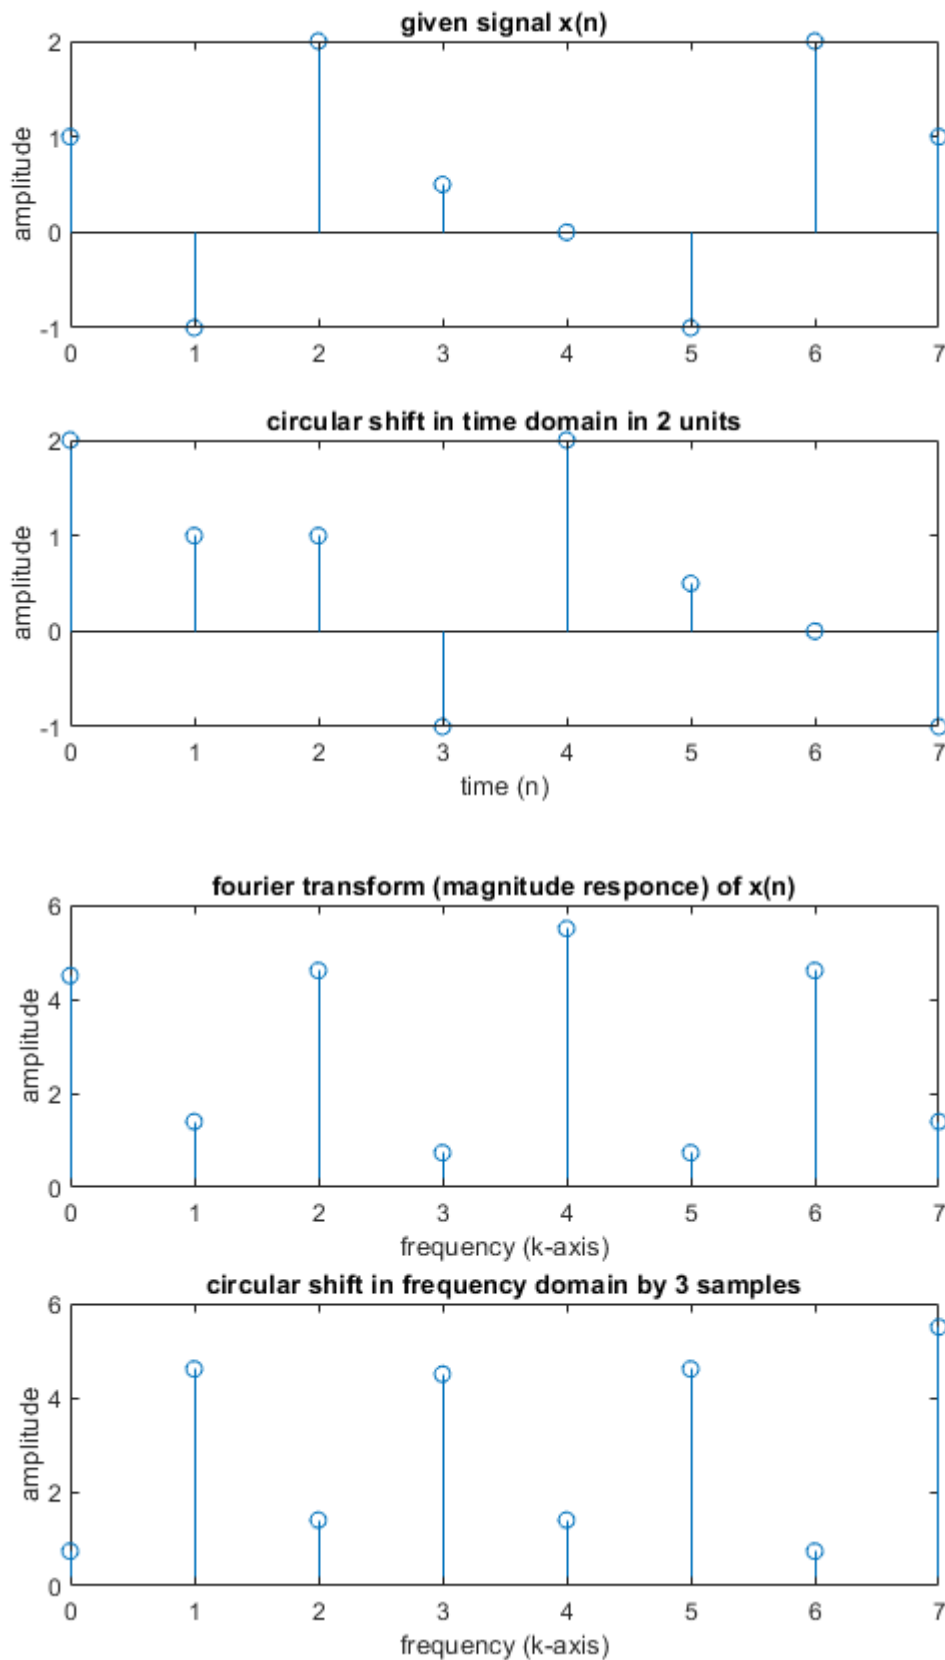 given signal x(n)
2
1
0
-1
amplitude
0 1 2 3 4 5 6 7
circular shift in time domain in 2 units
2
1
0
-1
amplitude
0 1 2 3 4 5 6 7
time (n)
fourier transform (magnitude responce) of x(n)
6
4
2
0
amplitude
0 1 2 3 4 5 6 7
frequency (k-axis)
circular shift in frequency domain by 3 samples
6
4
2
0
amplitude
0 1 2 3 4 5 6 7
frequency (k-axis)